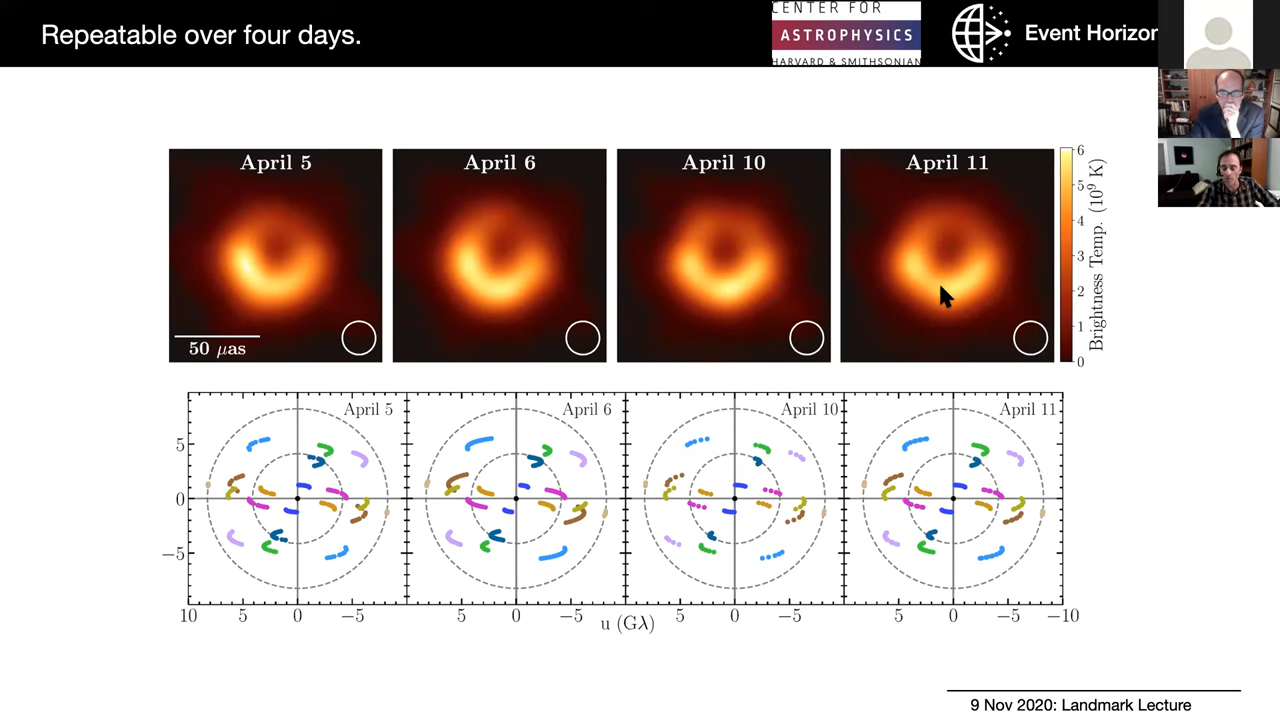 Repeatable over four days.
CENTER FOR
ASTROPHYSICS
HARVARD & SMITHSONIAN
Event Horizon
April 5
April 6
April 10
April 11
50 μas
6
5
4
3
2
1
0
Brightness Temp. (10⁹ K)
April 5
April 6
April 10
April 11
5
0
−5
10
5
0
−5
5
0
−5
5
0
−5
5
0
−5
−10
u (Gλ)
9 Nov 2020: Landmark Lecture